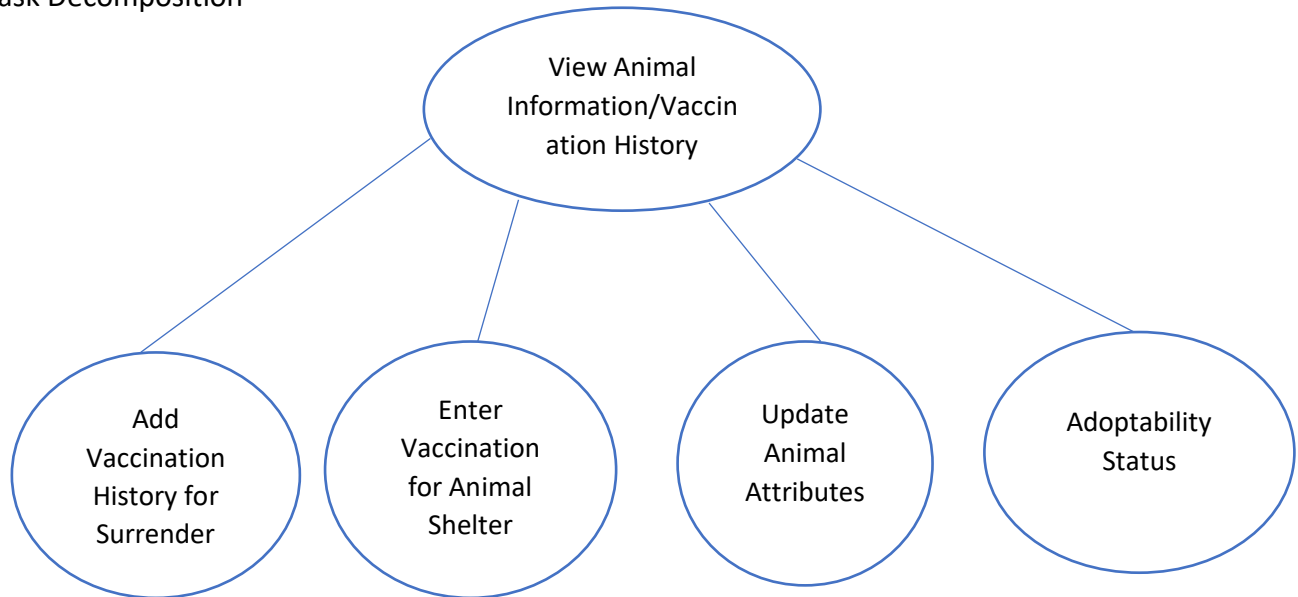 ask Decomposition
View Animal
Information/Vaccin
ation History
Add
Vaccination
History for
Surrender
Enter
Vaccination
for Animal
Shelter
Update
Animal
Attributes
Adoptability
Status